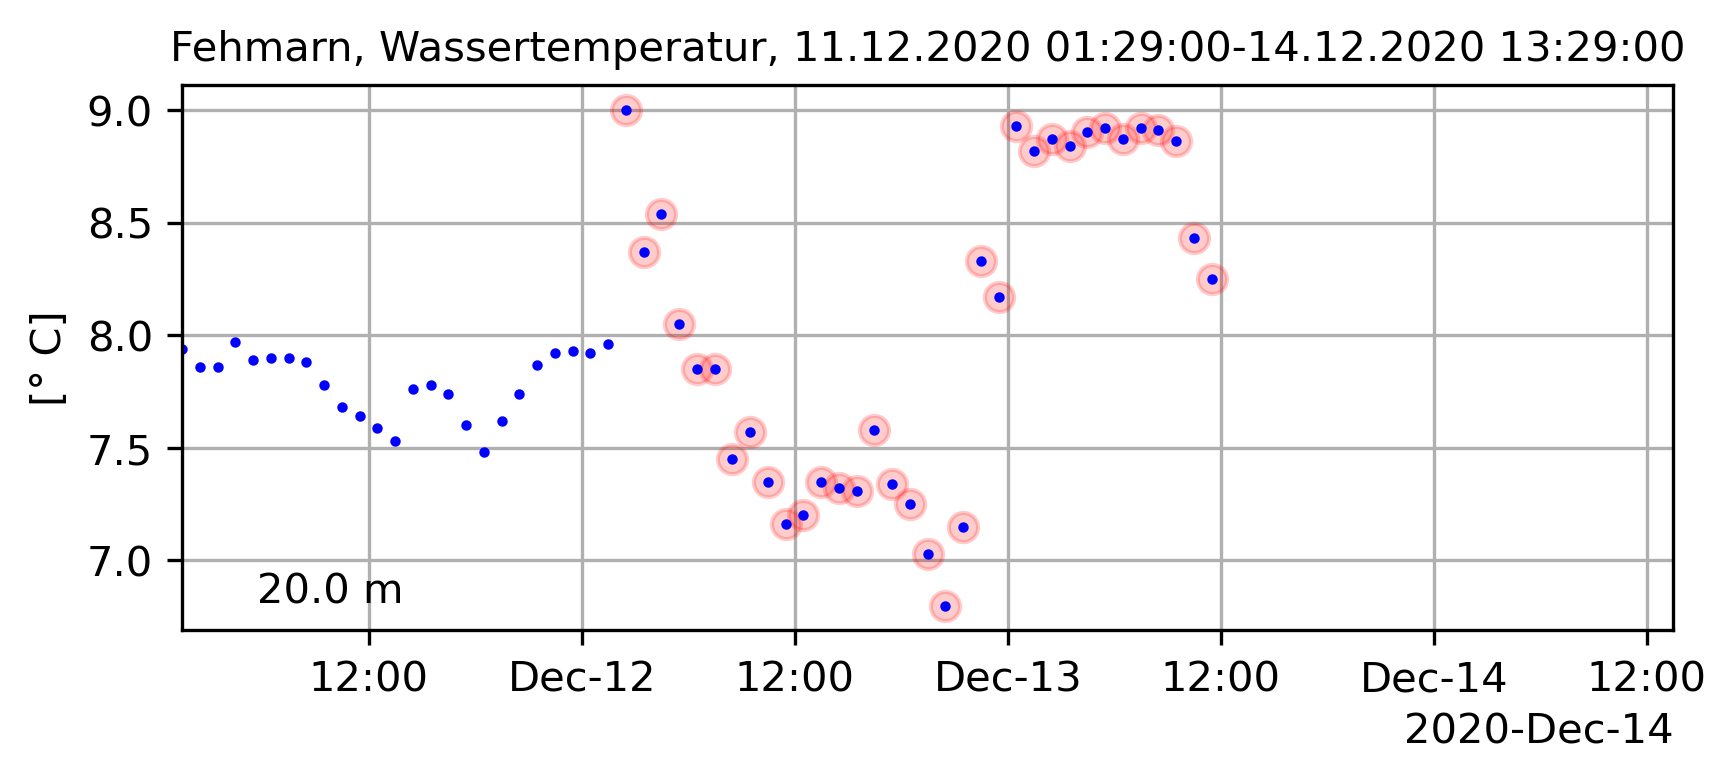 Fehmarn, Wassertemperatur, 11.12.2020 01:29:00-14.12.2020 13:29:00
9.0
8.5
8.0
7.5
7.0
[° C]
20.0 m
12:00 Dec-12 12:00 Dec-13 12:00 Dec-14 12:00
2020-Dec-14